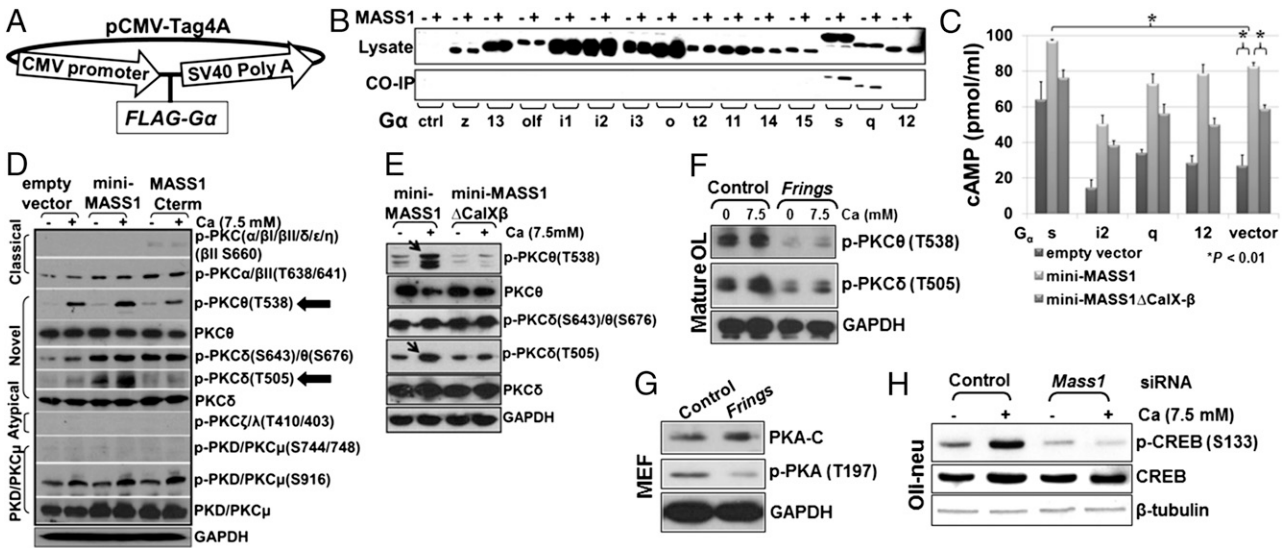 A
pCMV-Tag4A
CMV promoter
SV40 Poly A
FLAG-Gα
B
MASS1 - + - + - + - + - + - + - + - + - + - + - + - + - + - + - +
Lysate
CO-IP
Gα ctrl z 13 olf i1 i2 i3 o t2 11 14 15 s q 12
C
cAMP (pmol/ml)
100
80
60
40
20
0
* * *
Gα s i2 q 12 vector
empty vector
mini-MASS1
mini-MASS1ΔCalX-β
*P < 0.01
D
empty vector
mini-MASS1
MASS1 Cterm
- + - + - + Ca (7.5 mM)
Classical
p-PKC(α/βI/βII/δ/ε/η)
(βII S660)
p-PKCα/βII(T638/641)
Novel
p-PKCθ(T538)
PKCθ
p-PKCδ(S643)/θ(S676)
p-PKCδ(T505)
PKCδ
Atypical
p-PKCζ/λ(T410/403)
PKD/PKCμ
p-PKD/PKCμ(S744/748)
p-PKD/PKCμ(S916)
PKD/PKCμ
GAPDH
E
mini-MASS1
mini-MASS1 ΔCalXβ
- + - + Ca (7.5mM)
p-PKCθ(T538)
PKCθ
p-PKCδ(S643)/θ(S676)
p-PKCδ(T505)
PKCδ
GAPDH
F
Control Frings
0 7.5 0 7.5 Ca (mM)
Mature OL
p-PKCθ (T538)
p-PKCδ (T505)
GAPDH
G
Control Frings
MEF
PKA-C
p-PKA (T197)
GAPDH
H
Control Mass1 siRNA
- + - + Ca (7.5 mM)
Oli-neu
p-CREB (S133)
CREB
β-tubulin